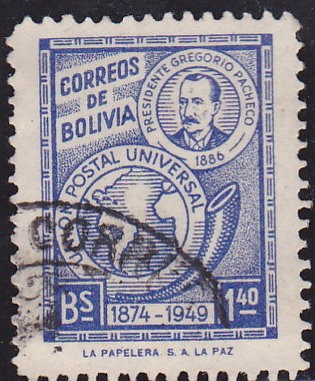 CORREOS
DE
BOLIVIA
PRESIDENTE GREGORIO PACHECO
1886
UNION POSTAL UNIVERSAL
CORR
BS
1874-1949
1.40
LA PAPELERA S. A. LA PAZ